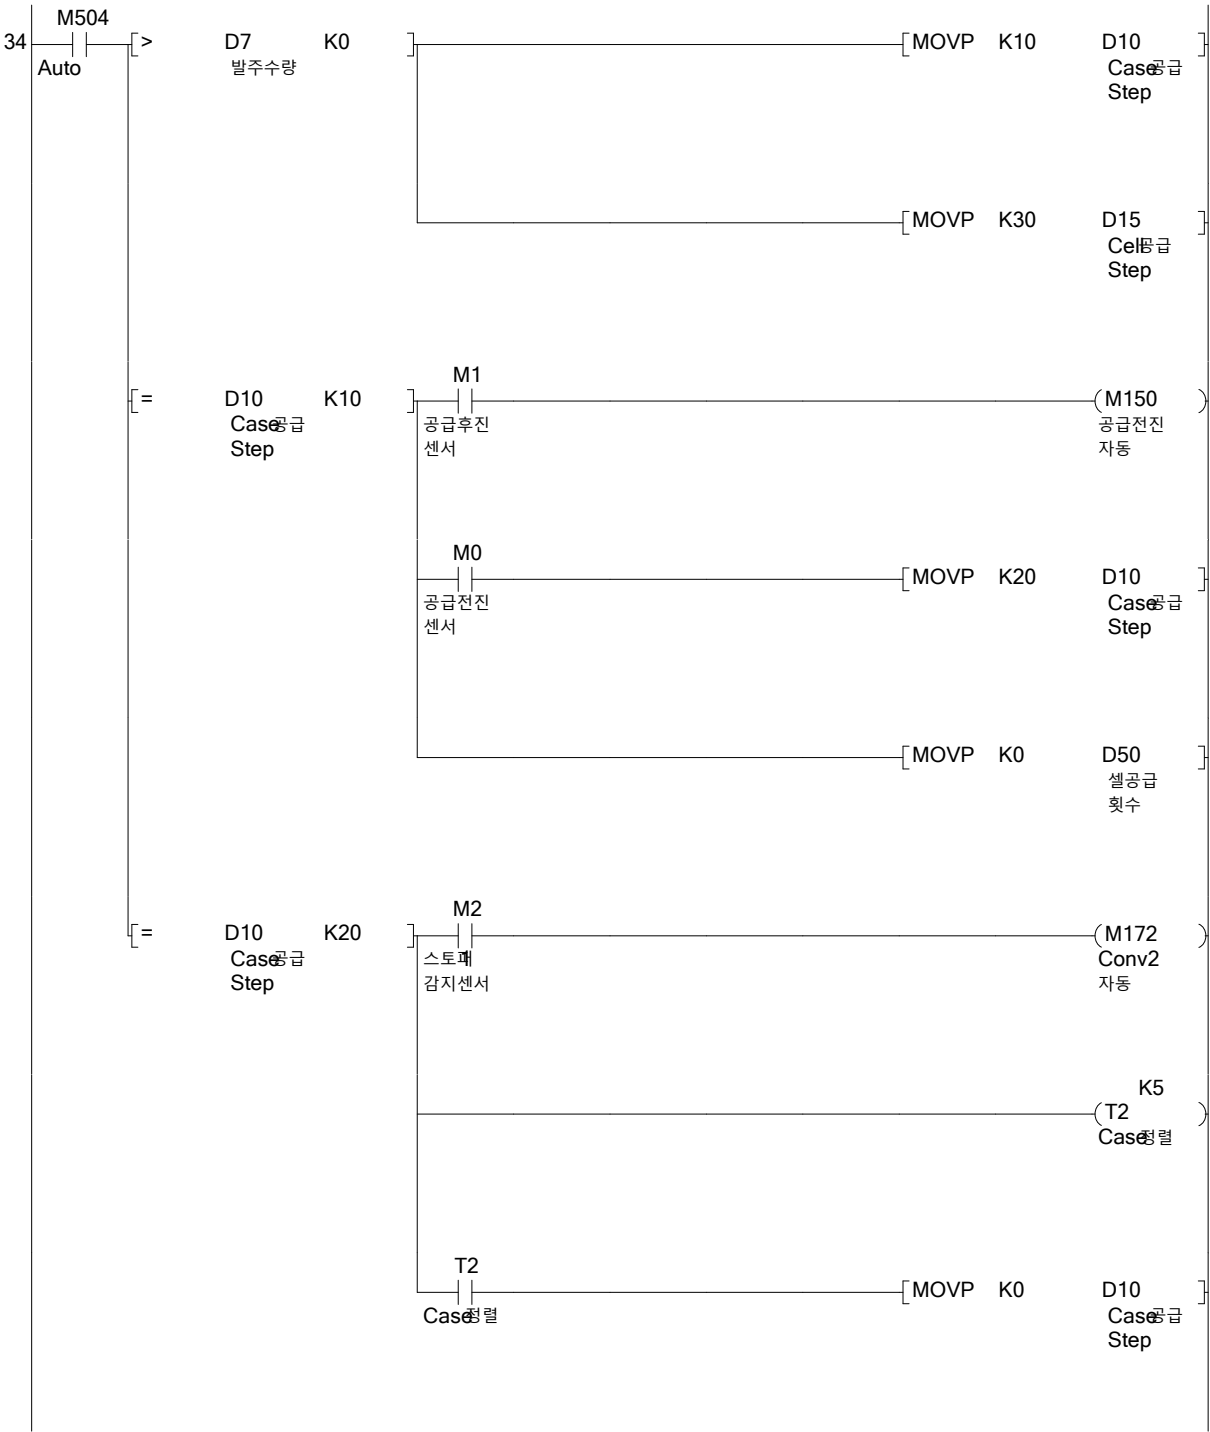 M504
34 [> D7 K0 ] [MOVP K10 D10 ]
Auto 발주수량 Case공급
Step
[MOVP K30 D15 ]
Cell공급
Step
M1
[= D10 K10 ] (M150 )
Case공급 공급후진 공급전진
Step 센서 자동
M0
[MOVP K20 D10 ]
공급전진 Case공급
센서 Step
[MOVP K0 D50 ]
셀공급
횟수
M2
[= D10 K20 ] (M172 )
Case공급 스토퍼1 Conv2
Step 감지센서 자동
K5
(T2 )
Case정렬
T2
[MOVP K0 D10 ]
Case정렬 Case공급
Step